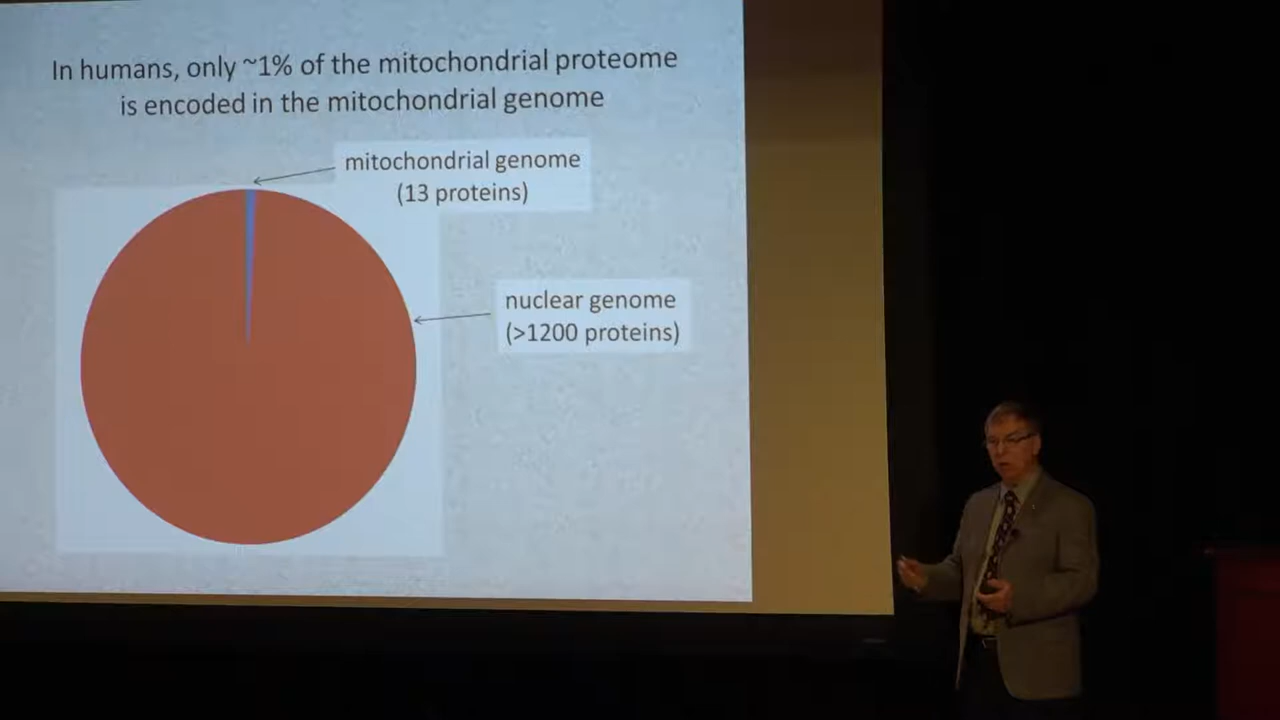 In humans, only ~1% of the mitochondrial proteome
is encoded in the mitochondrial genome
mitochondrial genome
(13 proteins)
nuclear genome
(>1200 proteins)